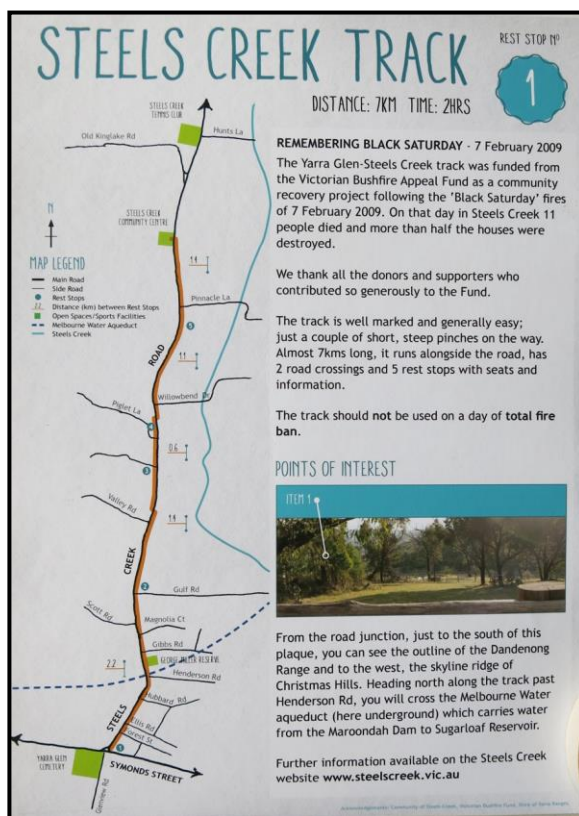 STEELS CREEK TRACK
REST STOP Nº
1
DISTANCE: 7KM TIME: 2HRS
STEELS CREEK
TENNIS CLUB
Old Kinglake Rd
Hunts La
N
STEELS CREEK
COMMUNITY CENTRE
MAP LEGEND
Main Road
Side Road
Rest Stops
2.2 Distance (km) between Rest Stops
Open Spaces/Sports Facilities
Melbourne Water Aqueduct
Steels Creek
Pinnacle La
5
1.1
ROAD
Willowbend Dr
Piglet La
0.6
3
Valley Rd
CREEK
2
Gulf Rd
Scott Rd
Magnolia Ct
Gibbs Rd
GEORGE MILLER RESERVE
2.2
Henderson Rd
Hubbard Rd
STEELS
Ellis Rd
Forest St
1
YARRA GLEN
CEMETERY
SYMONDS STREET
Glenview Rd
REMEMBERING BLACK SATURDAY - 7 February 2009
The Yarra Glen-Steels Creek track was funded from
the Victorian Bushfire Appeal Fund as a community
recovery project following the 'Black Saturday' fires
of 7 February 2009. On that day in Steels Creek 11
people died and more than half the houses were
destroyed.
We thank all the donors and supporters who
contributed so generously to the Fund.
The track is well marked and generally easy;
just a couple of short, steep pinches on the way.
Almost 7kms long, it runs alongside the road, has
2 road crossings and 5 rest stops with seats and
information.
The track should not be used on a day of total fire
ban.
POINTS OF INTEREST
ITEM 1
From the road junction, just to the south of this
plaque, you can see the outline of the Dandenong
Range and to the west, the skyline ridge of
Christmas Hills. Heading north along the track past
Henderson Rd, you will cross the Melbourne Water
aqueduct (here underground) which carries water
from the Maroondah Dam to Sugarloaf Reservoir.
Further information available on the Steels Creek
website www.steelscreek.vic.au